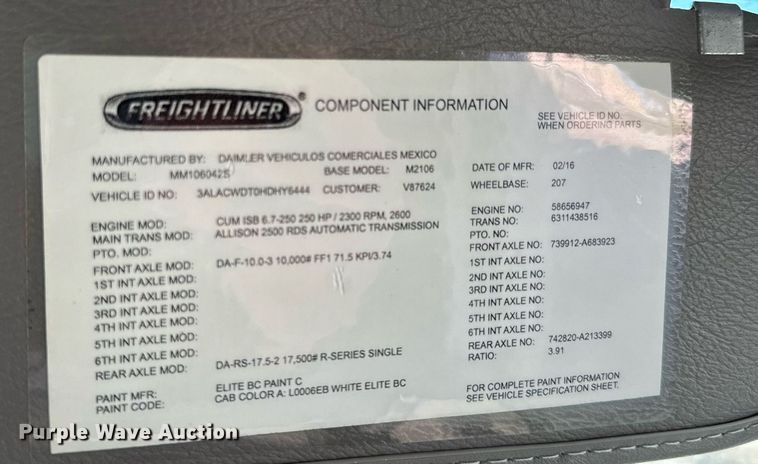 FREIGHTLINER ® COMPONENT INFORMATION
SEE VEHICLE ID NO.
WHEN ORDERING PARTS
MANUFACTURED BY: DAIMLER VEHICULOS COMERCIALES MEXICO
MODEL: MM106042S BASE MODEL: M2106
VEHICLE ID NO: 3ALACWDT0HDHY6444 CUSTOMER: V87624
DATE OF MFR: 02/16
WHEELBASE: 207
ENGINE MOD: CUM ISB 6.7-250 250 HP / 2300 RPM, 2600
MAIN TRANS MOD: ALLISON 2500 RDS AUTOMATIC TRANSMISSION
PTO. MOD:
FRONT AXLE MOD: DA-F-10.0-3 10,000# FF1 71.5 KPI/3.74
1ST INT AXLE MOD:
2ND INT AXLE MOD:
3RD INT AXLE MOD:
4TH INT AXLE MOD:
5TH INT AXLE MOD:
6TH INT AXLE MOD:
REAR AXLE MOD: DA-RS-17.5-2 17,500# R-SERIES SINGLE
ENGINE NO: 58656947
TRANS NO: 6311438516
PTO. NO:
FRONT AXLE NO: 739912-A683923
1ST INT AXLE NO:
2ND INT AXLE NO:
3RD INT AXLE NO:
4TH INT AXLE NO:
5TH INT AXLE NO:
6TH INT AXLE NO:
REAR AXLE NO: 742820-A213399
RATIO: 3.91
PAINT MFR: ELITE BC PAINT C
PAINT CODE: CAB COLOR A: L0006EB WHITE ELITE BC
FOR COMPLETE PAINT INFORMATION
SEE VEHICLE SPECIFICATION SHEET.
Purple Wave Auction